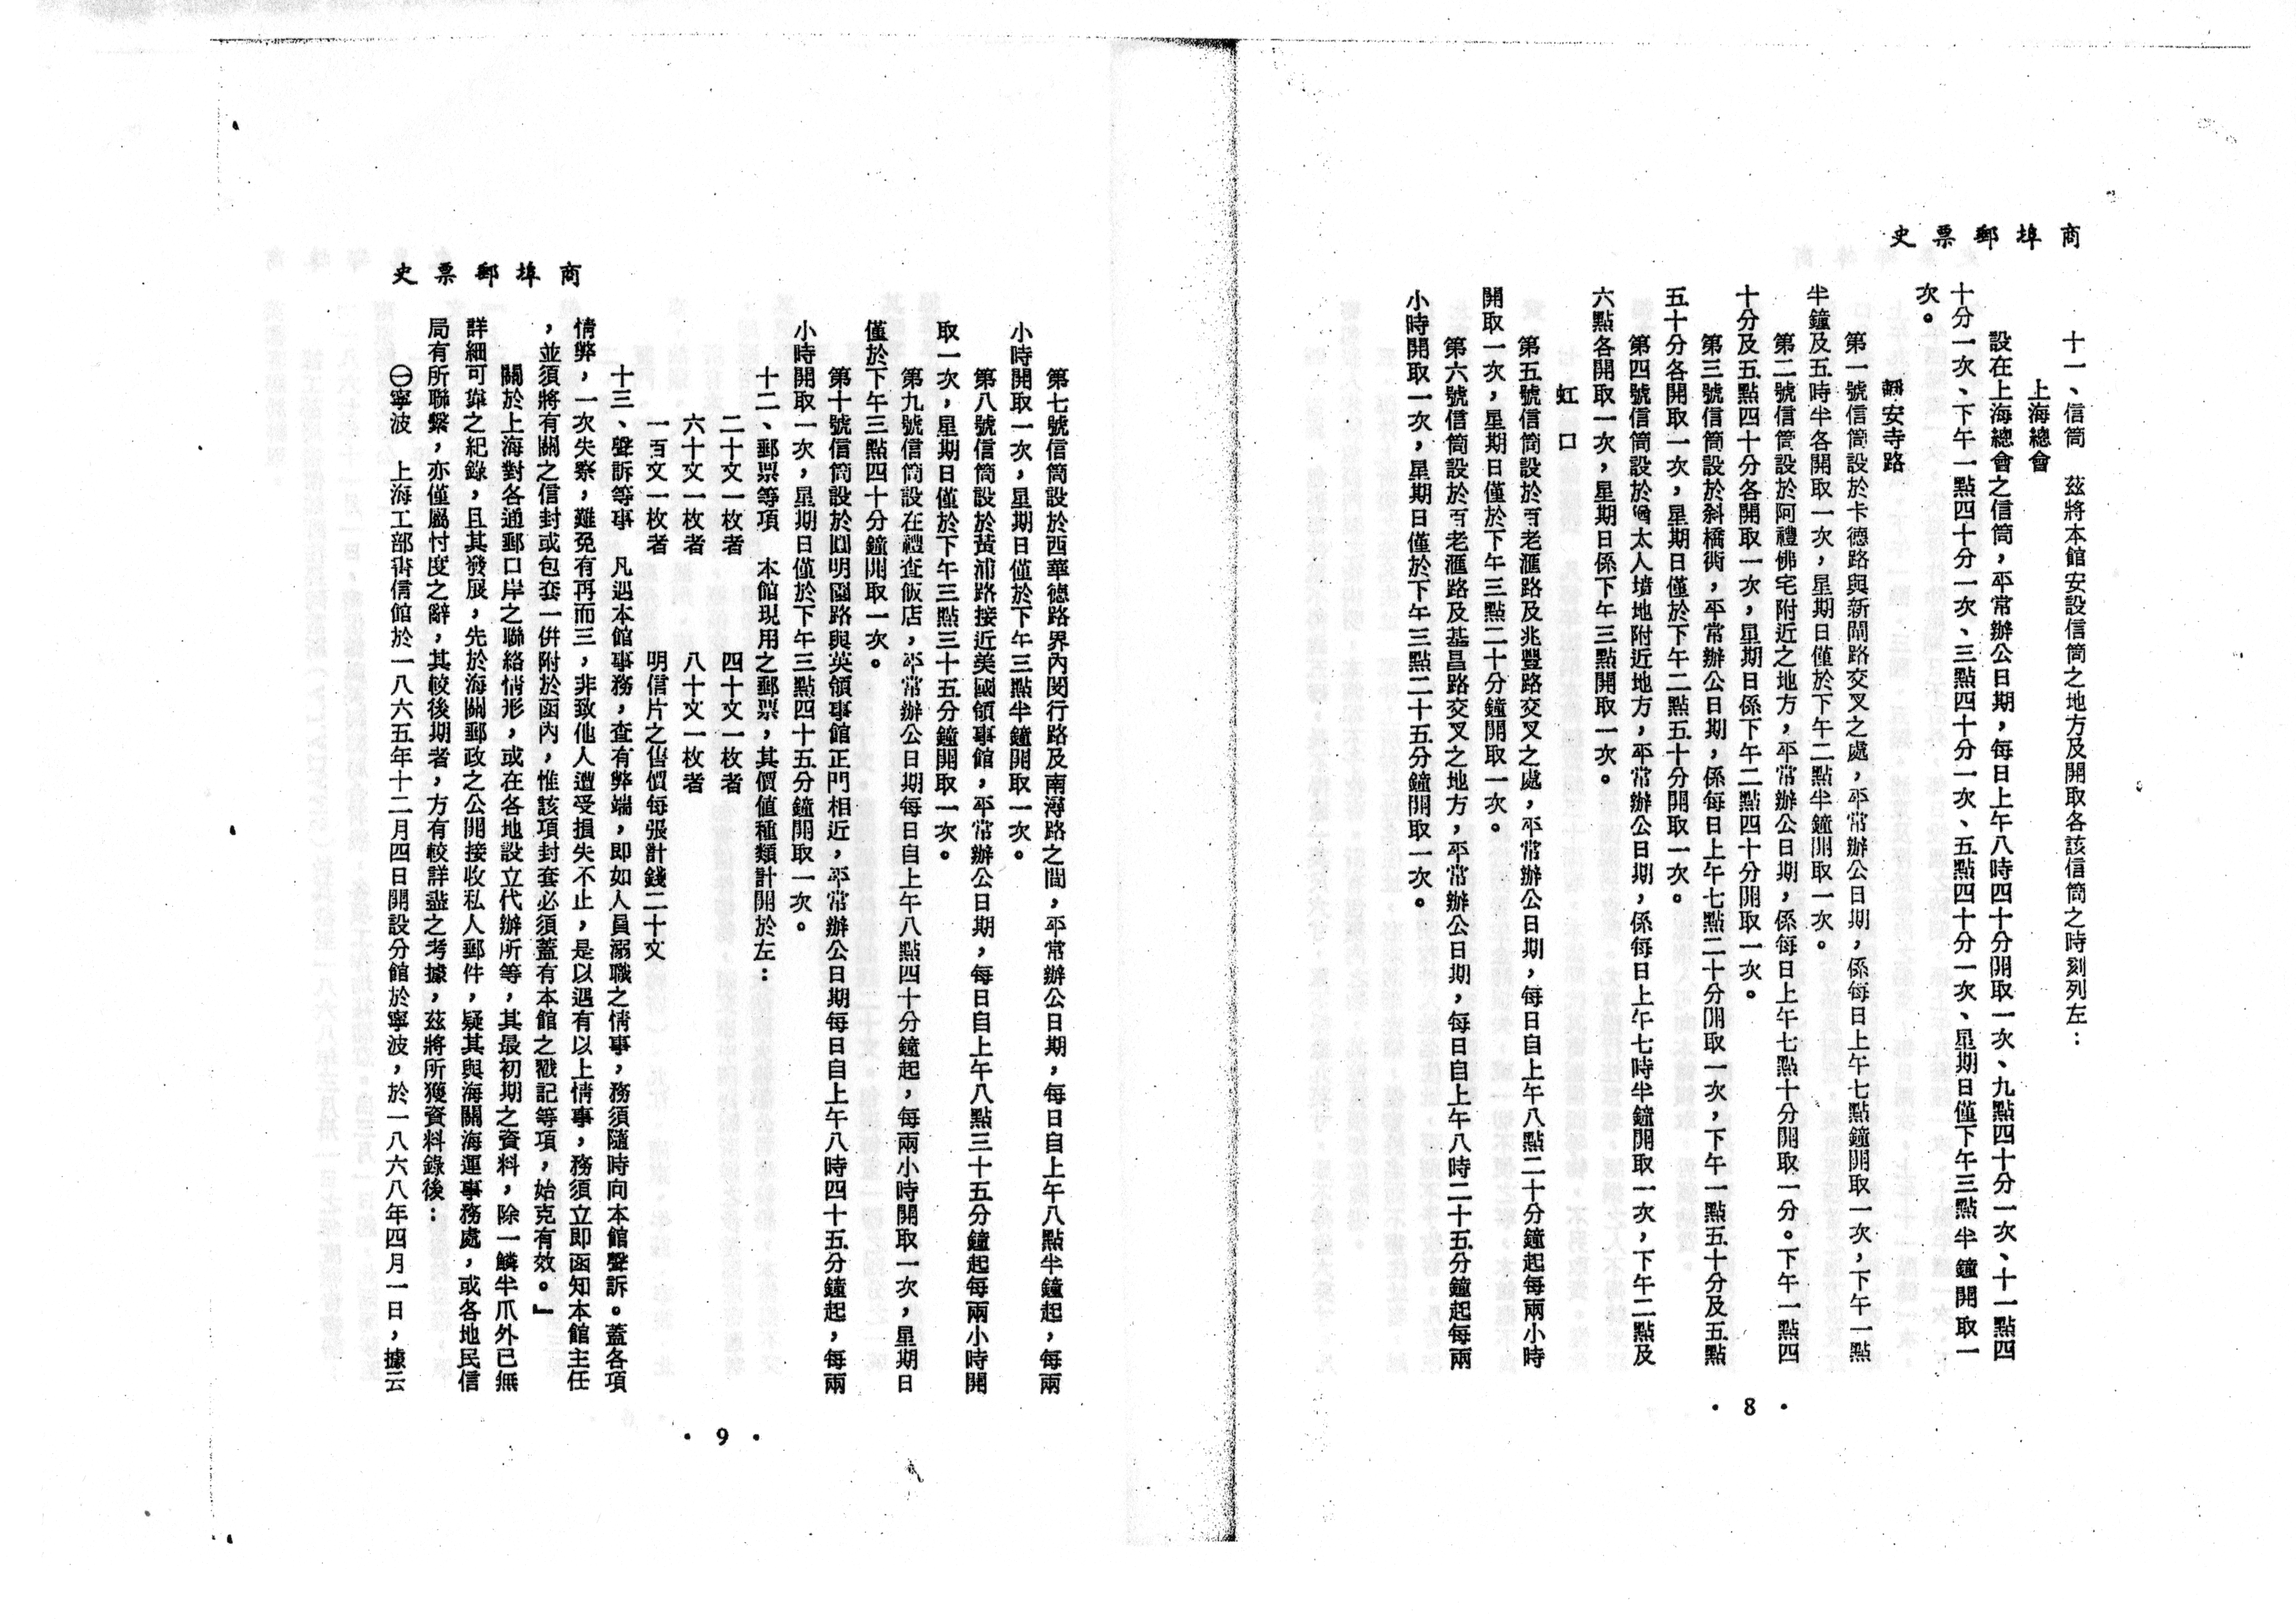 商埠郵票史
十一、信筒　茲將本館安設信筒之地方及開取各該信筒之時刻列左：
上海總會
設在上海總會之信筒，平常辦公日期，每日上午八時四十分開取一次、九點四十分一次、十一點四
十分一次、下午一點四十分一次、三點四十分一次、五點四十分一次、星期日僅下午三點半鐘開取一
次。
靜安寺路
第一號信筒設於卡德路與新閘路交叉之處，平常辦公日期，係每日上午七點鐘開取一次，下午一點
半鐘及五時半各開取一次，星期日僅於下午二點半鐘開取一次。
第二號信筒設於阿禮佛宅附近之地方，平常辦公日期，係每日上午七點十分開取一分。下午一點四
十分及五點四十分各開取一次，星期日係下午二點四十分開取一次。
第三號信筒設於斜橋衖，平常辦公日期，係每日上午七點二十分開取一次，下午一點五十分及五點
五十分各開取一次，星期日僅於下午二點五十分開取一次。
第四號信筒設於太人墳地附近地方，平常辦公日期，係每日上午七時半鐘開取一次，下午二點及
六點各開取一次，星期日係下午三點開取一次。
虹口
第五號信筒設於百老滙路及兆豐路交叉之處，平常辦公日期，每日自上午八點二十分鐘起每兩小時
開取一次，星期日僅於下午三點二十分鐘開取一次。
第六號信筒設於百老滙路及基昌路交叉之地方，平常辦公日期，每日自上午八時二十五分鐘起每兩
小時開取一次，星期日僅於下午三點二十五分鐘開取一次。
· 8 ·
商埠郵票史
第七號信筒設於西華德路界內閔行路及南潯路之間，平常辦公日期，每日自上午八點半鐘起，每兩
小時開取一次，星期日僅於下午三點半鐘開取一次。
第八號信筒設於黃浦路接近美國領事館，平常辦公日期，每日自上午八點三十五分鐘起每兩小時開
取一次，星期日僅於下午三點三十五分鐘開取一次。
第九號信筒設在禮查飯店，平常辦公日期每日自上午八點四十分鐘起，每兩小時開取一次，星期日
僅於下午三點四十分鐘開取一次。
第十號信筒設於圓明園路與英領事館正門相近，平常辦公日期每日自上午八時四十五分鐘起，每兩
小時開取一次，星期日僅於下午三點四十五分鐘開取一次。
十二、郵票等項　本館現用之郵票，其價值種類計開於左：
二十文一枚者　四十文一枚者
六十文一枚者　八十文一枚者
一百文一枚者　明信片之售價每張計錢二十文
十三、聲訴等事　凡遇本館事務，查有弊端，即如人員溺職之情事，務須隨時向本館聲訴。蓋各項
情弊，一次失察，難免有再而三，非致他人遭受損失不止，是以遇有以上情事，務須立即函知本館主任
，並須將有關之信封或包套一併附於函內，惟該項封套必須蓋有本館之戳記等項，始克有效。』
關於上海對各通郵口岸之聯絡情形，或在各地設立代辦所等，其最初期之資料，除一鱗半爪外已無
詳細可靠之紀錄，且其發展，先於海關郵政之公開接收私人郵件，疑其與海關海運事務處，或各地民信
局有所聯繫，亦僅屬忖度之辭，其較後期者，方有較詳盡之考據，茲將所獲資料錄後：
㊀寧波　上海工部書信館於一八六五年十二月四日開設分館於寧波，於一八六八年四月一日，據云
· 9 ·